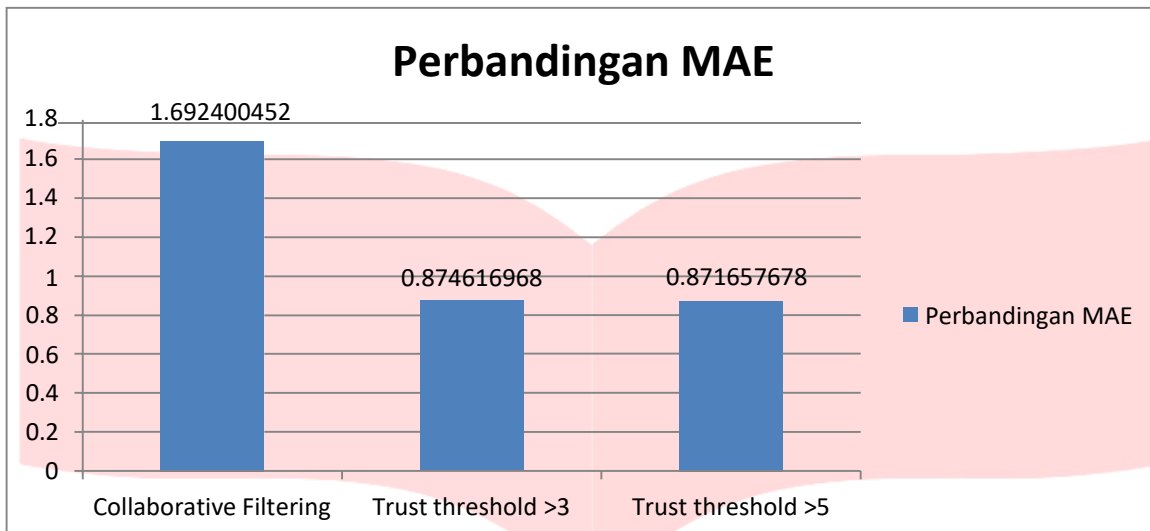 Perbandingan MAE
1.8
1.6
1.4
1.2
1
0.8
0.6
0.4
0.2
0
1.692400452
0.874616968
0.871657678
Collaborative Filtering
Trust threshold >3
Trust threshold >5
Perbandingan MAE